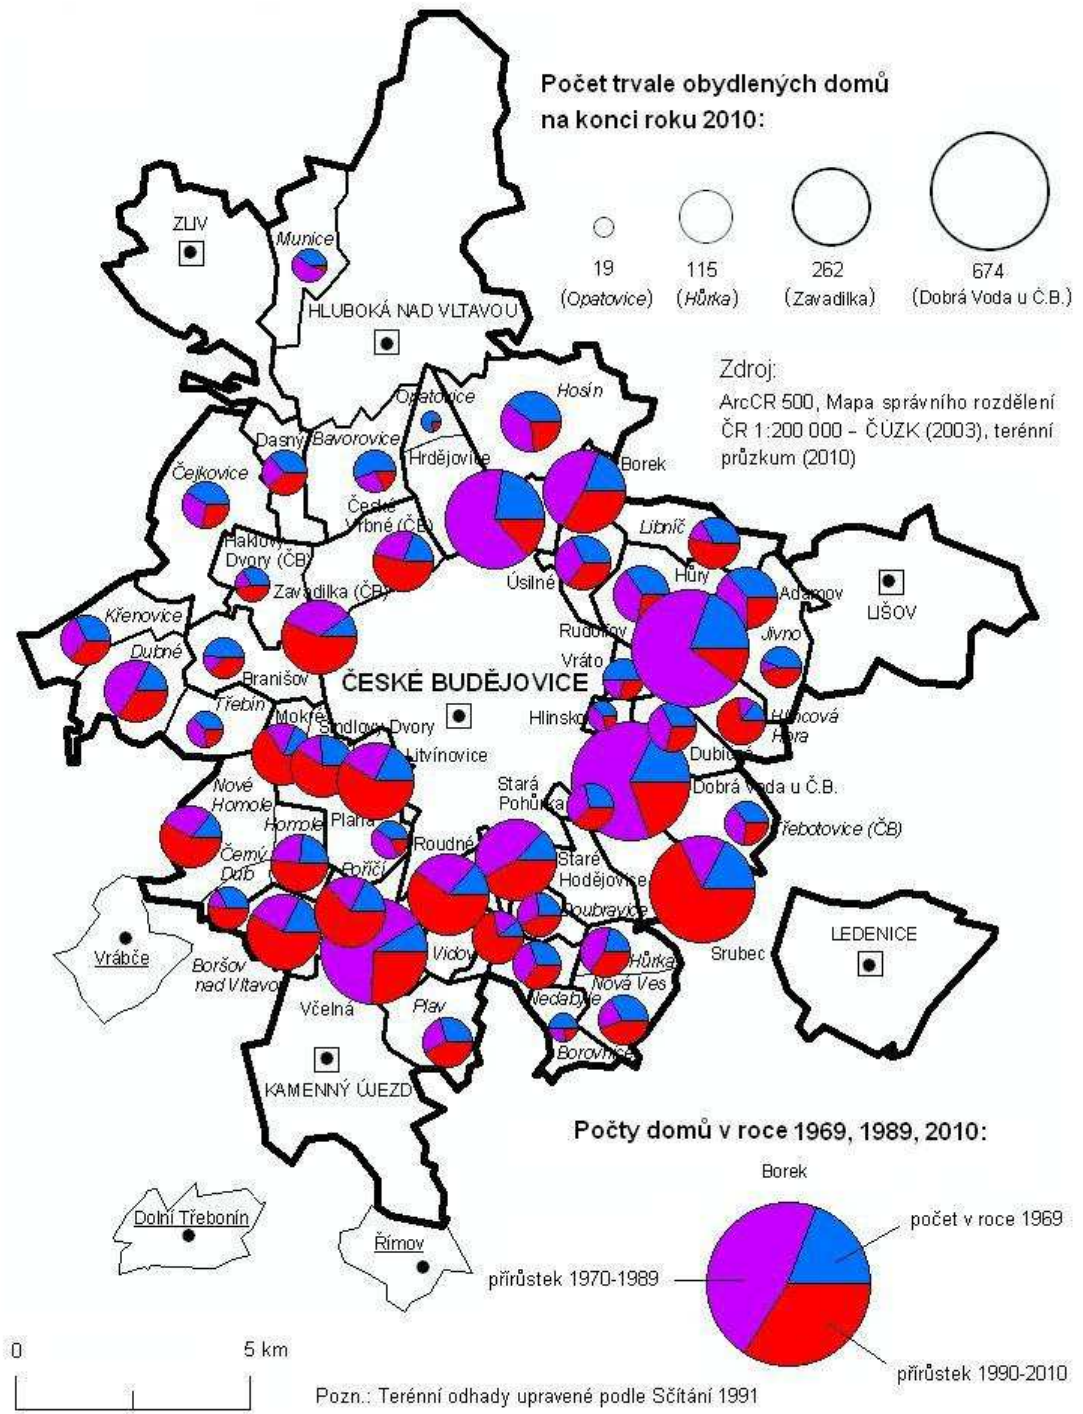 Počet trvale obydlených domů
na konci roku 2010:
19
(Opatovice)
115
(Hůrka)
262
(Zavadilka)
674
(Dobrá Voda u Č.B.)
Zdroj:
ArcCR 500, Mapa správního rozdělení
ČR 1:200 000 – ČÚZK (2003), terénní
průzkum (2010)
ZLIV
Munice
HLUBOKÁ NAD VLTAVOU
Opatovice
Hosín
Dasný
Bavorovice
Hrdějovice
Borek
Čejkovice
České
Vrbné (ČB)
Libníč
Haklovy
Dvory (ČB)
Úsilné
Hůry
Zavadilka (ČB)
Adamov
LIŠOV
Křenovice
Rudolfov
Jivno
Dubné
Vráto
Branišov
ČESKÉ BUDĚJOVICE
Třebín
Mokré
Šindlovy Dvory
Hlinsko
Hlincová
Hora
Litvínovice
Dubičné
Nové
Homole
Stará
Pohůrka
Dobrá Voda u Č.B.
Homole
Planá
Třebotovice (ČB)
Roudné
Černý
Dub
Poříčí
Staré
Hodějovice
Doubravice
Srubec
LEDENICE
Vrábče
Boršov
nad Vltavou
Vidov
Hůrka
Nová Ves
Včelná
Plav
Nedabyle
Borovnice
KAMENNÝ ÚJEZD
Počty domů v roce 1969, 1989, 2010:
Borek
počet v roce 1969
přírůstek 1970-1989
přírůstek 1990-2010
Dolní Třebonín
Římov
0
5 km
Pozn.: Terénní odhady upravené podle Sčítání 1991